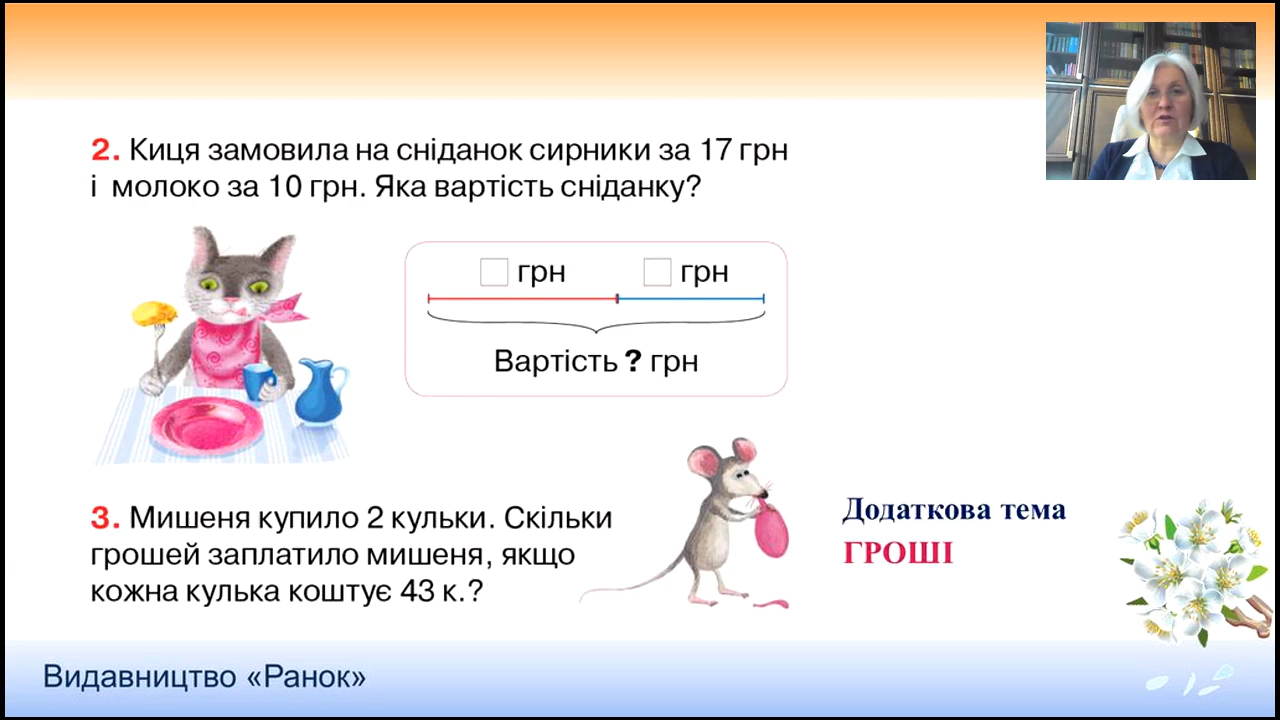 2. Киця замовила на сніданок сирники за 17 грн
і молоко за 10 грн. Яка вартість сніданку?
грн грн
Вартість ? грн
3. Мишеня купило 2 кульки. Скільки
грошей заплатило мишеня, якщо
кожна кулька коштує 43 к.?
Додаткова тема
ГРОШІ
Видавництво «Ранок»